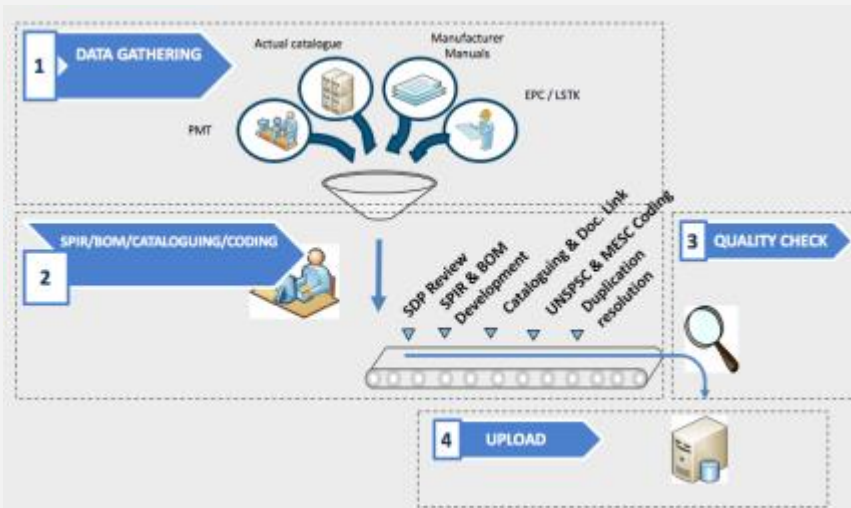 1
DATA GATHERING
Actual catalogue
Manufacturer
Manuals
PMT
EPC / LSTK
2
SPIR/BOM/CATALOGUING/CODING
SDP Review
SPIR & BOM
Development
Cataloguing & Doc. Link
UNSPSC & MESC Coding
Duplication
resolution
3
QUALITY CHECK
4
UPLOAD